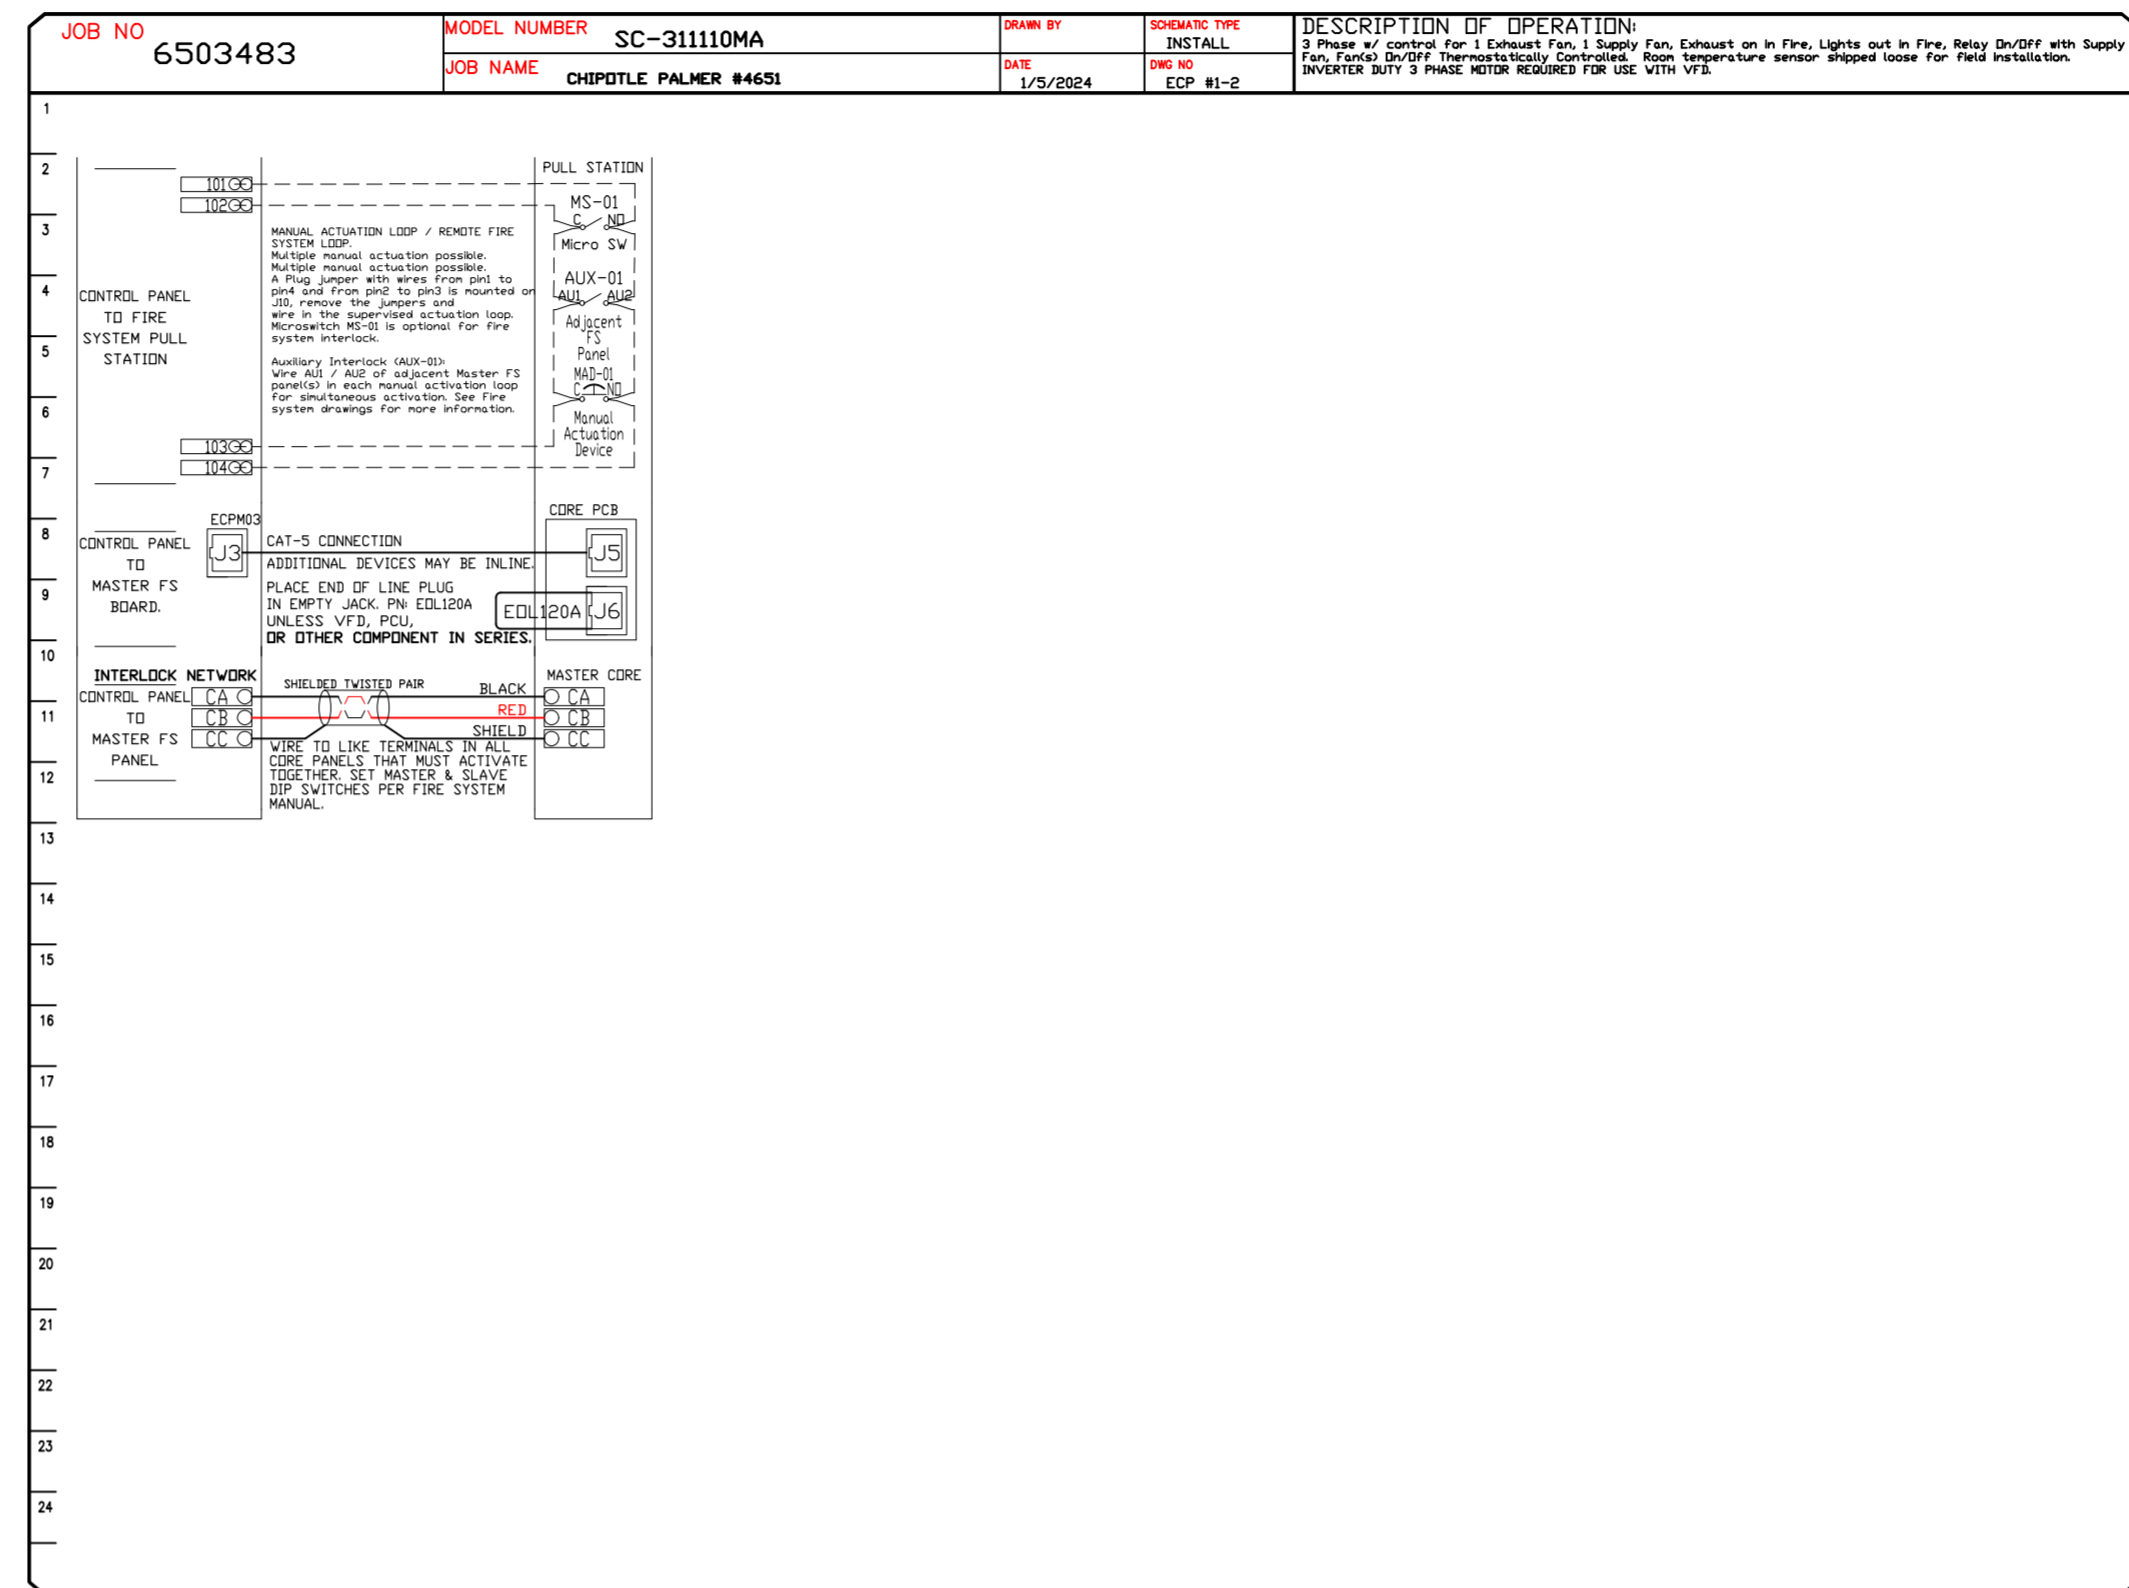 JOB NO
6503483
MODEL NUMBER
SC-311110MA
JOB NAME
CHIPOTLE PALMER #4651
DRAWN BY
DATE
1/5/2024
SCHEMATIC TYPE
INSTALL
DWG NO
ECP #1-2
DESCRIPTION OF OPERATION:
3 Phase w/ control for 1 Exhaust Fan, 1 Supply Fan, Exhaust on in Fire, Lights out in Fire, Relay On/Off with Supply
Fan, Fan(s) On/Off Thermostatically Controlled. Room temperature sensor shipped loose for field installation.
INVERTER DUTY 3 PHASE MOTOR REQUIRED FOR USE WITH VFD.
1
2
3
4
5
6
7
8
9
10
11
12
13
14
15
16
17
18
19
20
21
22
23
24
CONTROL PANEL
TO FIRE
SYSTEM PULL
STATION
101
102
103
104
MANUAL ACTUATION LOOP / REMOTE FIRE
SYSTEM LOOP.
Multiple manual actuation possible.
Multiple manual actuation possible.
A Plug jumper with wires from pin1 to
pin4 and from pin2 to pin3 is mounted on
J10, remove the jumpers and
wire in the supervised actuation loop.
Microswitch MS-01 is optional for fire
system interlock.
Auxiliary Interlock (AUX-01):
Wire AU1 / AU2 of adjacent Master FS
panel(s) in each manual activation loop
for simultaneous activation. See Fire
system drawings for more information.
PULL STATION
MS-01
C NO
Micro SW
AUX-01
AU1 AU2
Adjacent
FS
Panel
MAD-01
C NO
Manual
Actuation
Device
CONTROL PANEL
TO
MASTER FS
BOARD.
ECPM03
J3
CAT-5 CONNECTION
ADDITIONAL DEVICES MAY BE INLINE.
PLACE END OF LINE PLUG
IN EMPTY JACK. PN: EOL120A
UNLESS VFD, PCU,
OR OTHER COMPONENT IN SERIES.
CORE PCB
J5
EOL120A J6
INTERLOCK NETWORK
CONTROL PANEL
TO
MASTER FS
PANEL
CA
CB
CC
SHIELDED TWISTED PAIR
BLACK
RED
SHIELD
WIRE TO LIKE TERMINALS IN ALL
CORE PANELS THAT MUST ACTIVATE
TOGETHER. SET MASTER & SLAVE
DIP SWITCHES PER FIRE SYSTEM
MANUAL.
MASTER CORE
CA
CB
CC